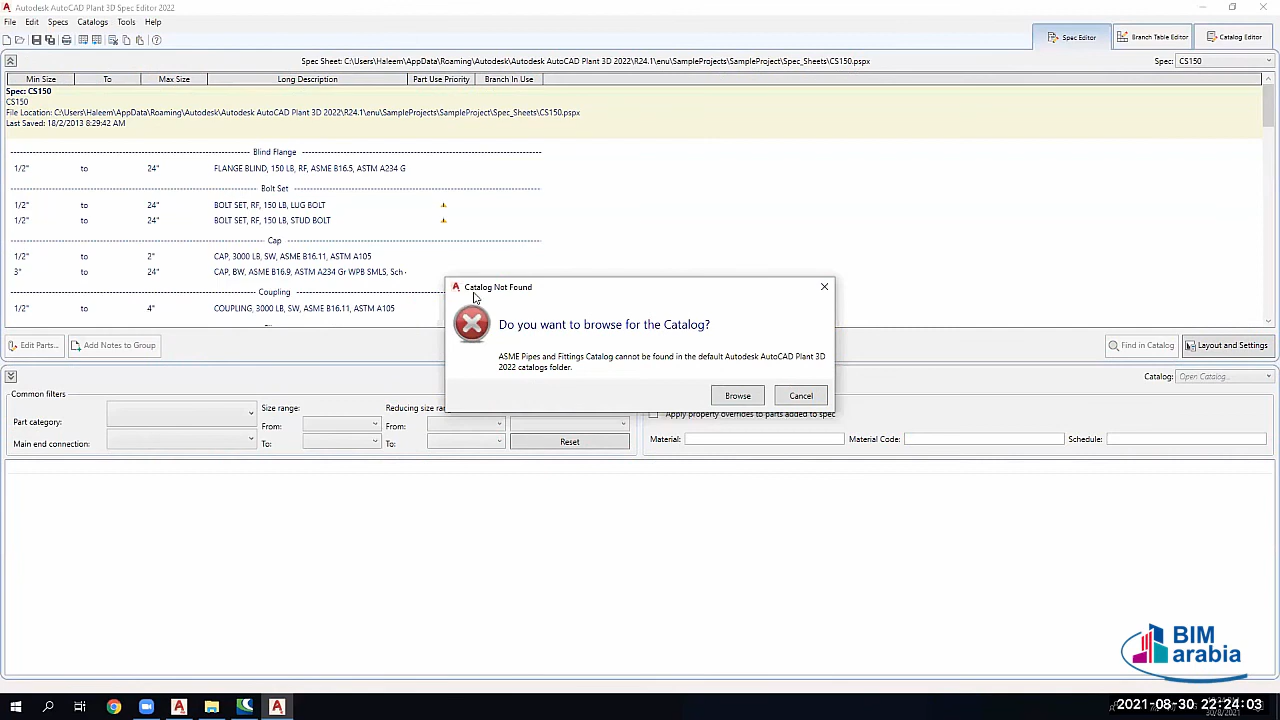 Autodesk AutoCAD Plant 3D Spec Editor 2022
File Edit Specs Catalogs Tools Help
Spec Editor Branch Table Editor Catalog Editor
Spec Sheet: C:\Users\Haleem\AppData\Roaming\Autodesk\Autodesk AutoCAD Plant 3D 2022\R24.1\enu\SampleProjects\SampleProject\Spec_Sheets\CS150.pspx Spec: CS150
Min Size To Max Size Long Description Part Use Priority Branch In Use
Spec: CS150
CS150
File Location: C:\Users\Haleem\AppData\Roaming\Autodesk\Autodesk AutoCAD Plant 3D 2022\R24.1\enu\SampleProjects\SampleProject\Spec_Sheets\CS150.pspx
Last Saved: 18/2/2013 8:29:42 AM
Blind Flange
1/2" to 24" FLANGE BLIND, 150 LB, RF, ASME B16.5, ASTM A234 G
Bolt Set
1/2" to 24" BOLT SET, RF, 150 LB, LUG BOLT
1/2" to 24" BOLT SET, RF, 150 LB, STUD BOLT
Cap
1/2" to 2" CAP, 3000 LB, SW, ASME B16.11, ASTM A105
3" to 24" CAP, BW, ASME B16.9, ASTM A234 Gr WPB SMLS, Sch
Coupling
1/2" to 4" COUPLING, 3000 LB, SW, ASME B16.11, ASTM A105
Catalog Not Found
Do you want to browse for the Catalog?
ASME Pipes and Fittings Catalog cannot be found in the default Autodesk AutoCAD Plant 3D
2022 catalogs folder.
Browse Cancel
Edit Parts... Add Notes to Group Find in Catalog Layout and Settings
Catalog: Open Catalog...
Common filters
Part category: Size range: Reducing size
From: From:
Apply property overrides to parts added to spec
Main end connection: To: To: Reset Material: Material Code: Schedule:
BIM
arabia
2021-08-30 22:24:03